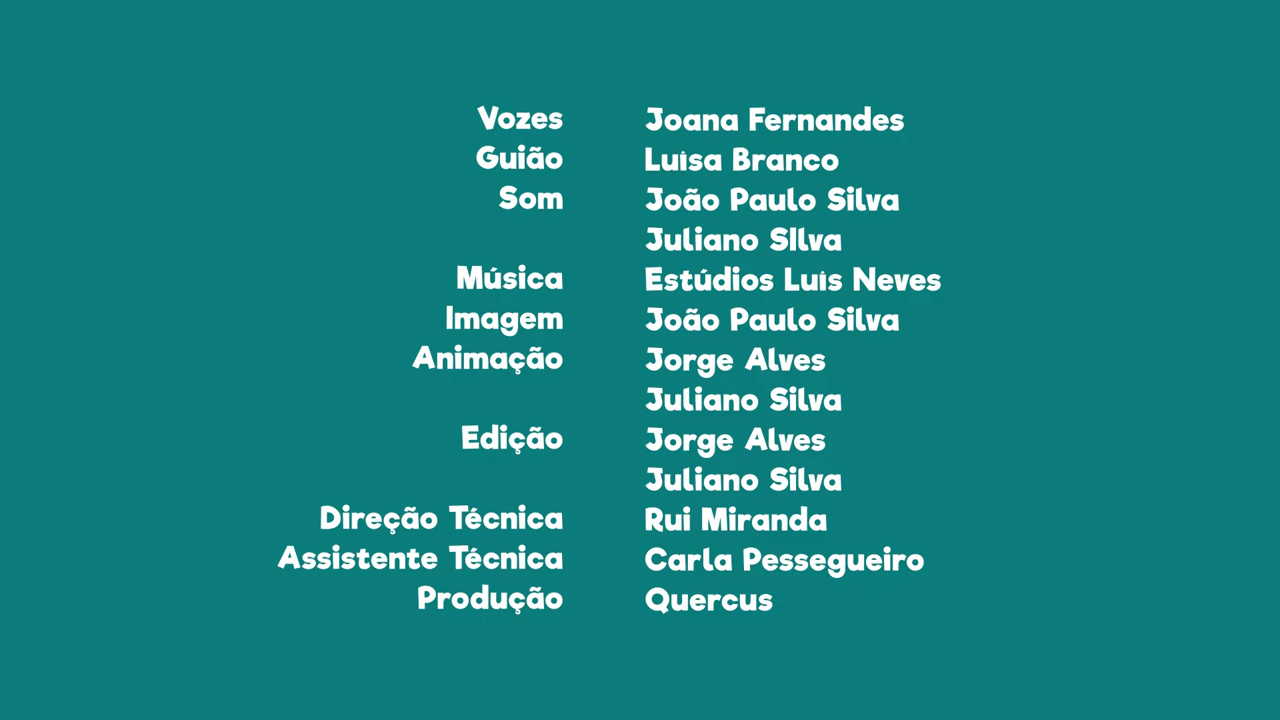 Vozes Joana Fernandes
Guião Luísa Branco
Som João Paulo Silva
Juliano SIlva
Música Estúdios Luís Neves
Imagem João Paulo Silva
Animação Jorge Alves
Juliano Silva
Edição Jorge Alves
Juliano Silva
Direção Técnica Rui Miranda
Assistente Técnica Carla Pessegueiro
Produção Quercus